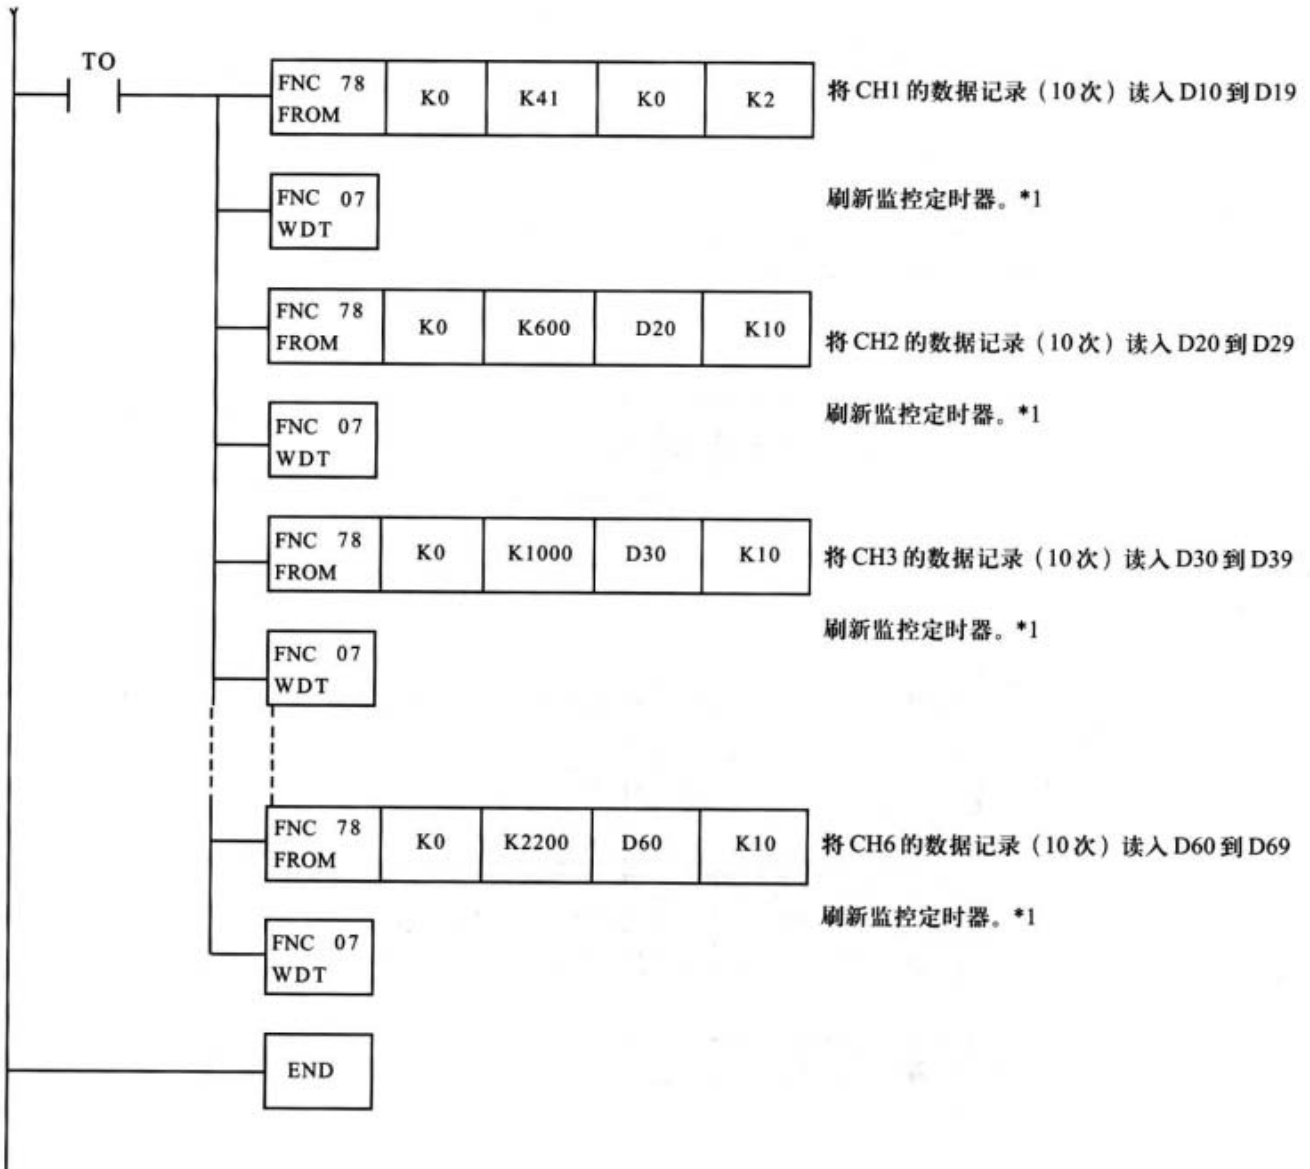 TO
FNC 78 K0 K41 K0 K2 将CH1的数据记录（10次）读入D10到D19
FROM
FNC 07 刷新监控定时器。*1
WDT
FNC 78 K0 K600 D20 K10 将CH2的数据记录（10次）读入D20到D29
FROM
FNC 07 刷新监控定时器。*1
WDT
FNC 78 K0 K1000 D30 K10 将CH3的数据记录（10次）读入D30到D39
FROM
刷新监控定时器。*1
FNC 07
WDT
FNC 78 K0 K2200 D60 K10 将CH6的数据记录（10次）读入D60到D69
FROM
刷新监控定时器。*1
FNC 07
WDT
END